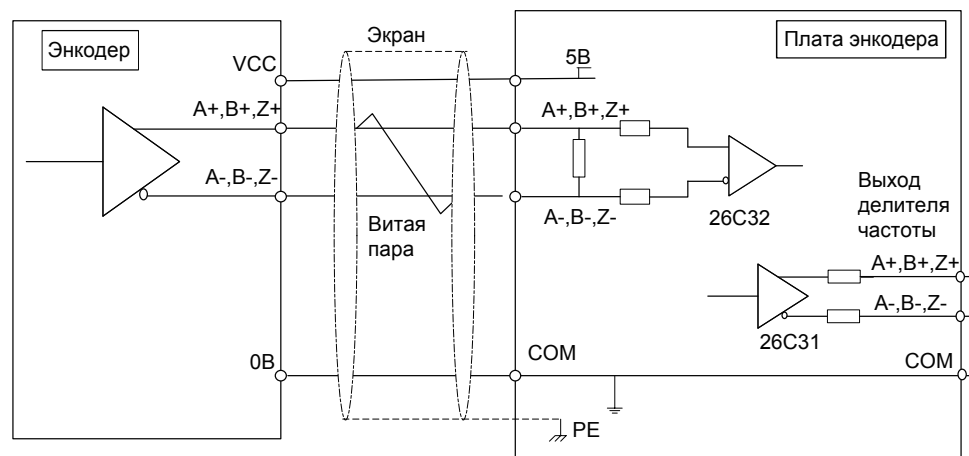 Энкодер
VCC
A+,B+,Z+
A-,B-,Z-
0В
Экран
Витая
пара
PE
Плата энкодера
5В
A+,B+,Z+
A-,B-,Z-
26C32
Выход
делителя
частоты
A+,B+,Z+
A-,B-,Z-
26C31
COM
COM